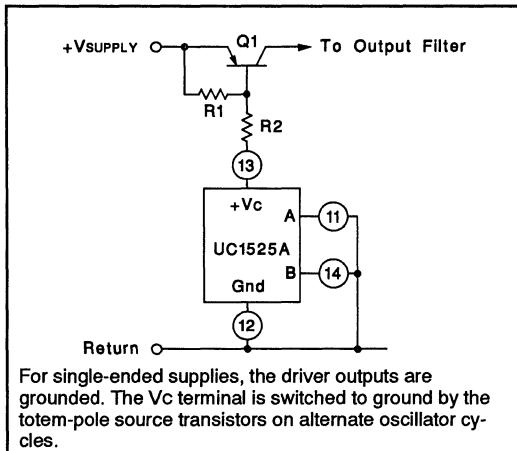 +VSUPPLY
Q1
To Output Filter
R1
R2
13
+Vc
A
11
UC1525A
B
14
Gnd
12
Return
For single-ended supplies, the driver outputs are
grounded. The Vc terminal is switched to ground by the
totem-pole source transistors on alternate oscillator cy-
cles.